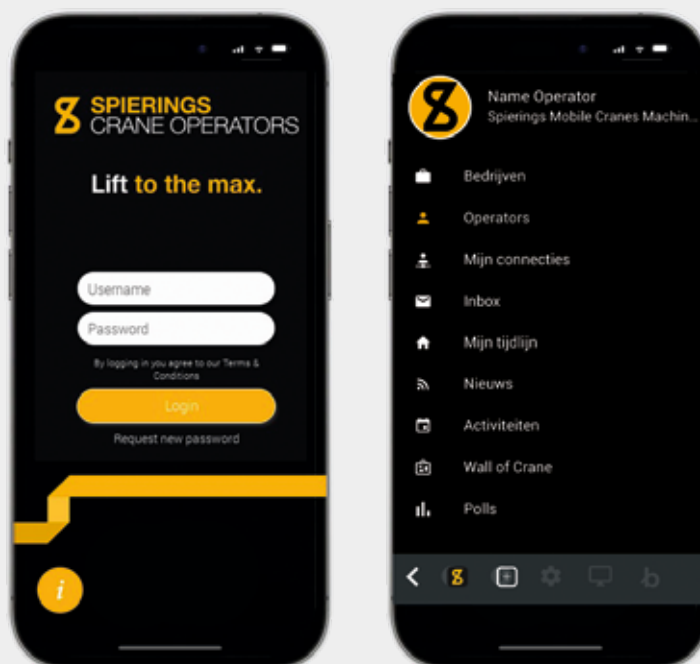 SPIERINGS
CRANE OPERATORS
Lift to the max.
Username
Password
By logging in you agree to our Terms &
Conditions
Login
Request new password
i
Name Operator
Spierings Mobile Cranes Machin...
Bedrijven
Operators
Mijn connecties
Inbox
Mijn tijdlijn
Nieuws
Activiteiten
Wall of Crane
Polls